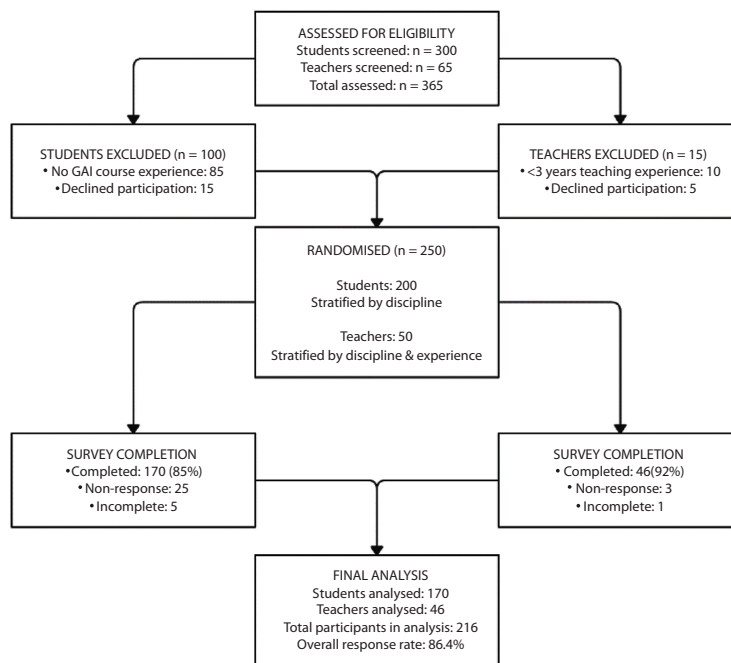 ASSESSED FOR ELIGIBILITY
Students screened: n = 300
Teachers screened: n = 65
Total assessed: n = 365
STUDENTS EXCLUDED (n = 100)
• No GAI course experience: 85
•Declined participation: 15
TEACHERS EXCLUDED (n = 15)
• <3 years teaching experience: 10
• Declined participation: 5
RANDOMISED (n = 250)
Students: 200
Stratified by discipline
Teachers: 50
Stratified by discipline & experience
SURVEY COMPLETION
•Completed: 170 (85%)
• Non-response: 25
• Incomplete: 5
SURVEY COMPLETION
• Completed: 46(92%)
• Non-response: 3
• Incomplete: 1
FINAL ANALYSIS
Students analysed: 170
Teachers analysed: 46
Total participants in analysis: 216
Overall response rate: 86.4%